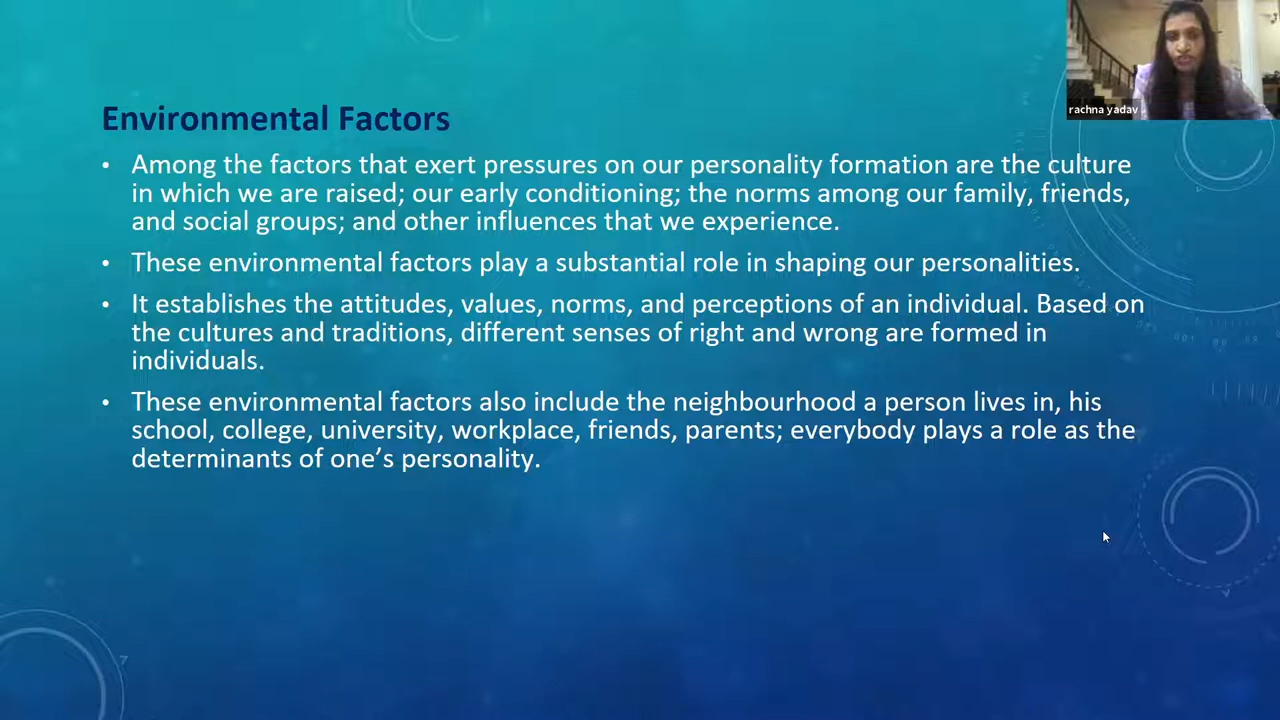 rachna yadav
Environmental Factors
• Among the factors that exert pressures on our personality formation are the culture
in which we are raised; our early conditioning; the norms among our family, friends,
and social groups; and other influences that we experience.
• These environmental factors play a substantial role in shaping our personalities.
• It establishes the attitudes, values, norms, and perceptions of an individual. Based on
the cultures and traditions, different senses of right and wrong are formed in
individuals.
• These environmental factors also include the neighbourhood a person lives in, his
school, college, university, workplace, friends, parents; everybody plays a role as the
determinants of one’s personality.